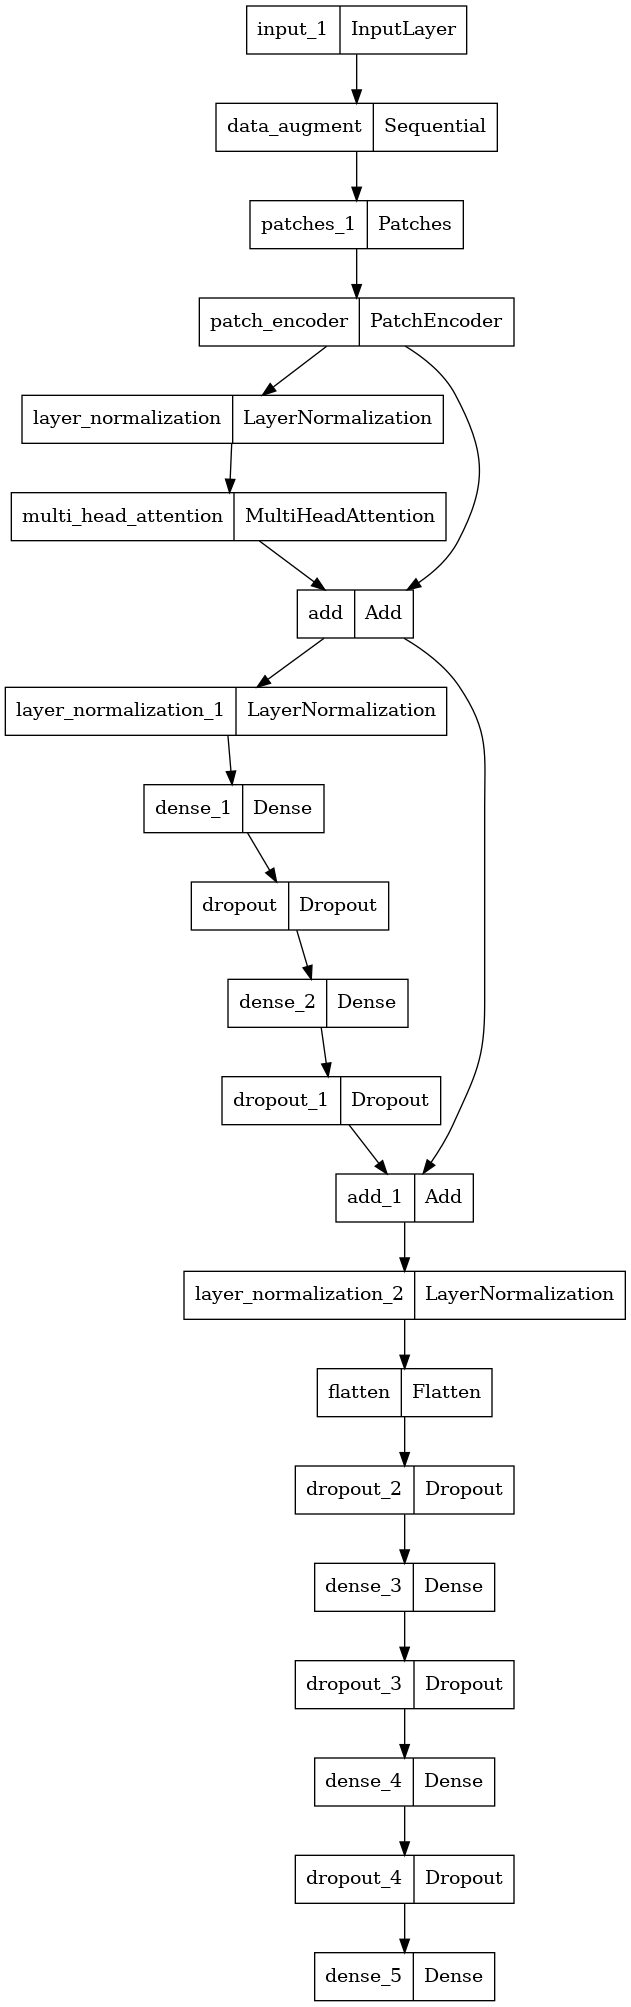 input_1 InputLayer
data_augment Sequential
patches_1 Patches
patch_encoder PatchEncoder
layer_normalization LayerNormalization
multi_head_attention MultiHeadAttention
add Add
layer_normalization_1 LayerNormalization
dense_1 Dense
dropout Dropout
dense_2 Dense
dropout_1 Dropout
add_1 Add
layer_normalization_2 LayerNormalization
flatten Flatten
dropout_2 Dropout
dense_3 Dense
dropout_3 Dropout
dense_4 Dense
dropout_4 Dropout
dense_5 Dense